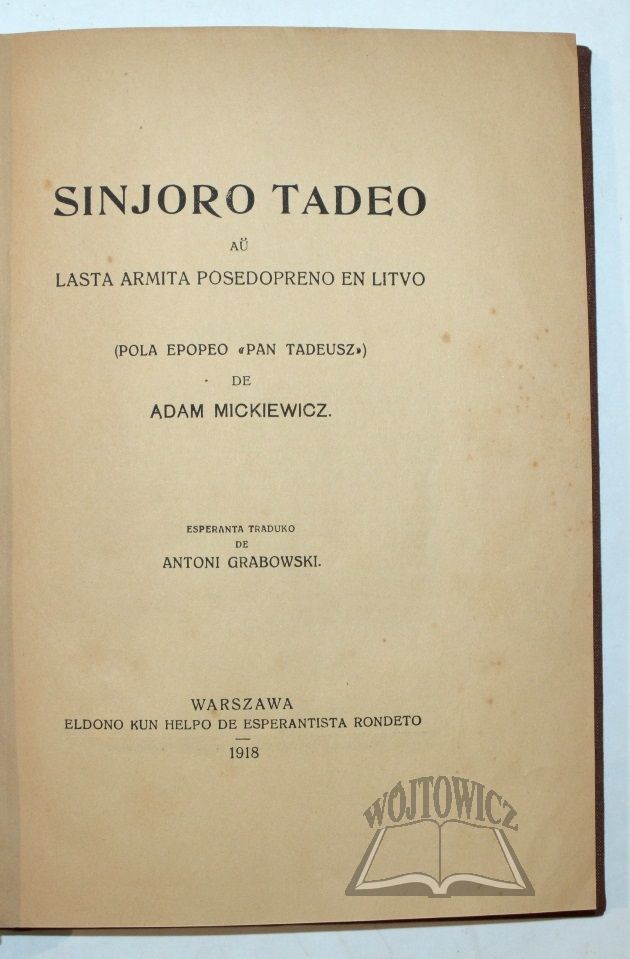 SINJORO TADEO
AŬ
LASTA ARMITA POSEDOPRENO EN LITVO
(POLA EPOPEO «PAN TADEUSZ»)
DE
ADAM MICKIEWICZ.
ESPERANTA TRADUKO
DE
ANTONI GRABOWSKI.
WARSZAWA
ELDONO KUN HELPO DE ESPERANTISTA RONDETO
1918
WÓJTOWICZ